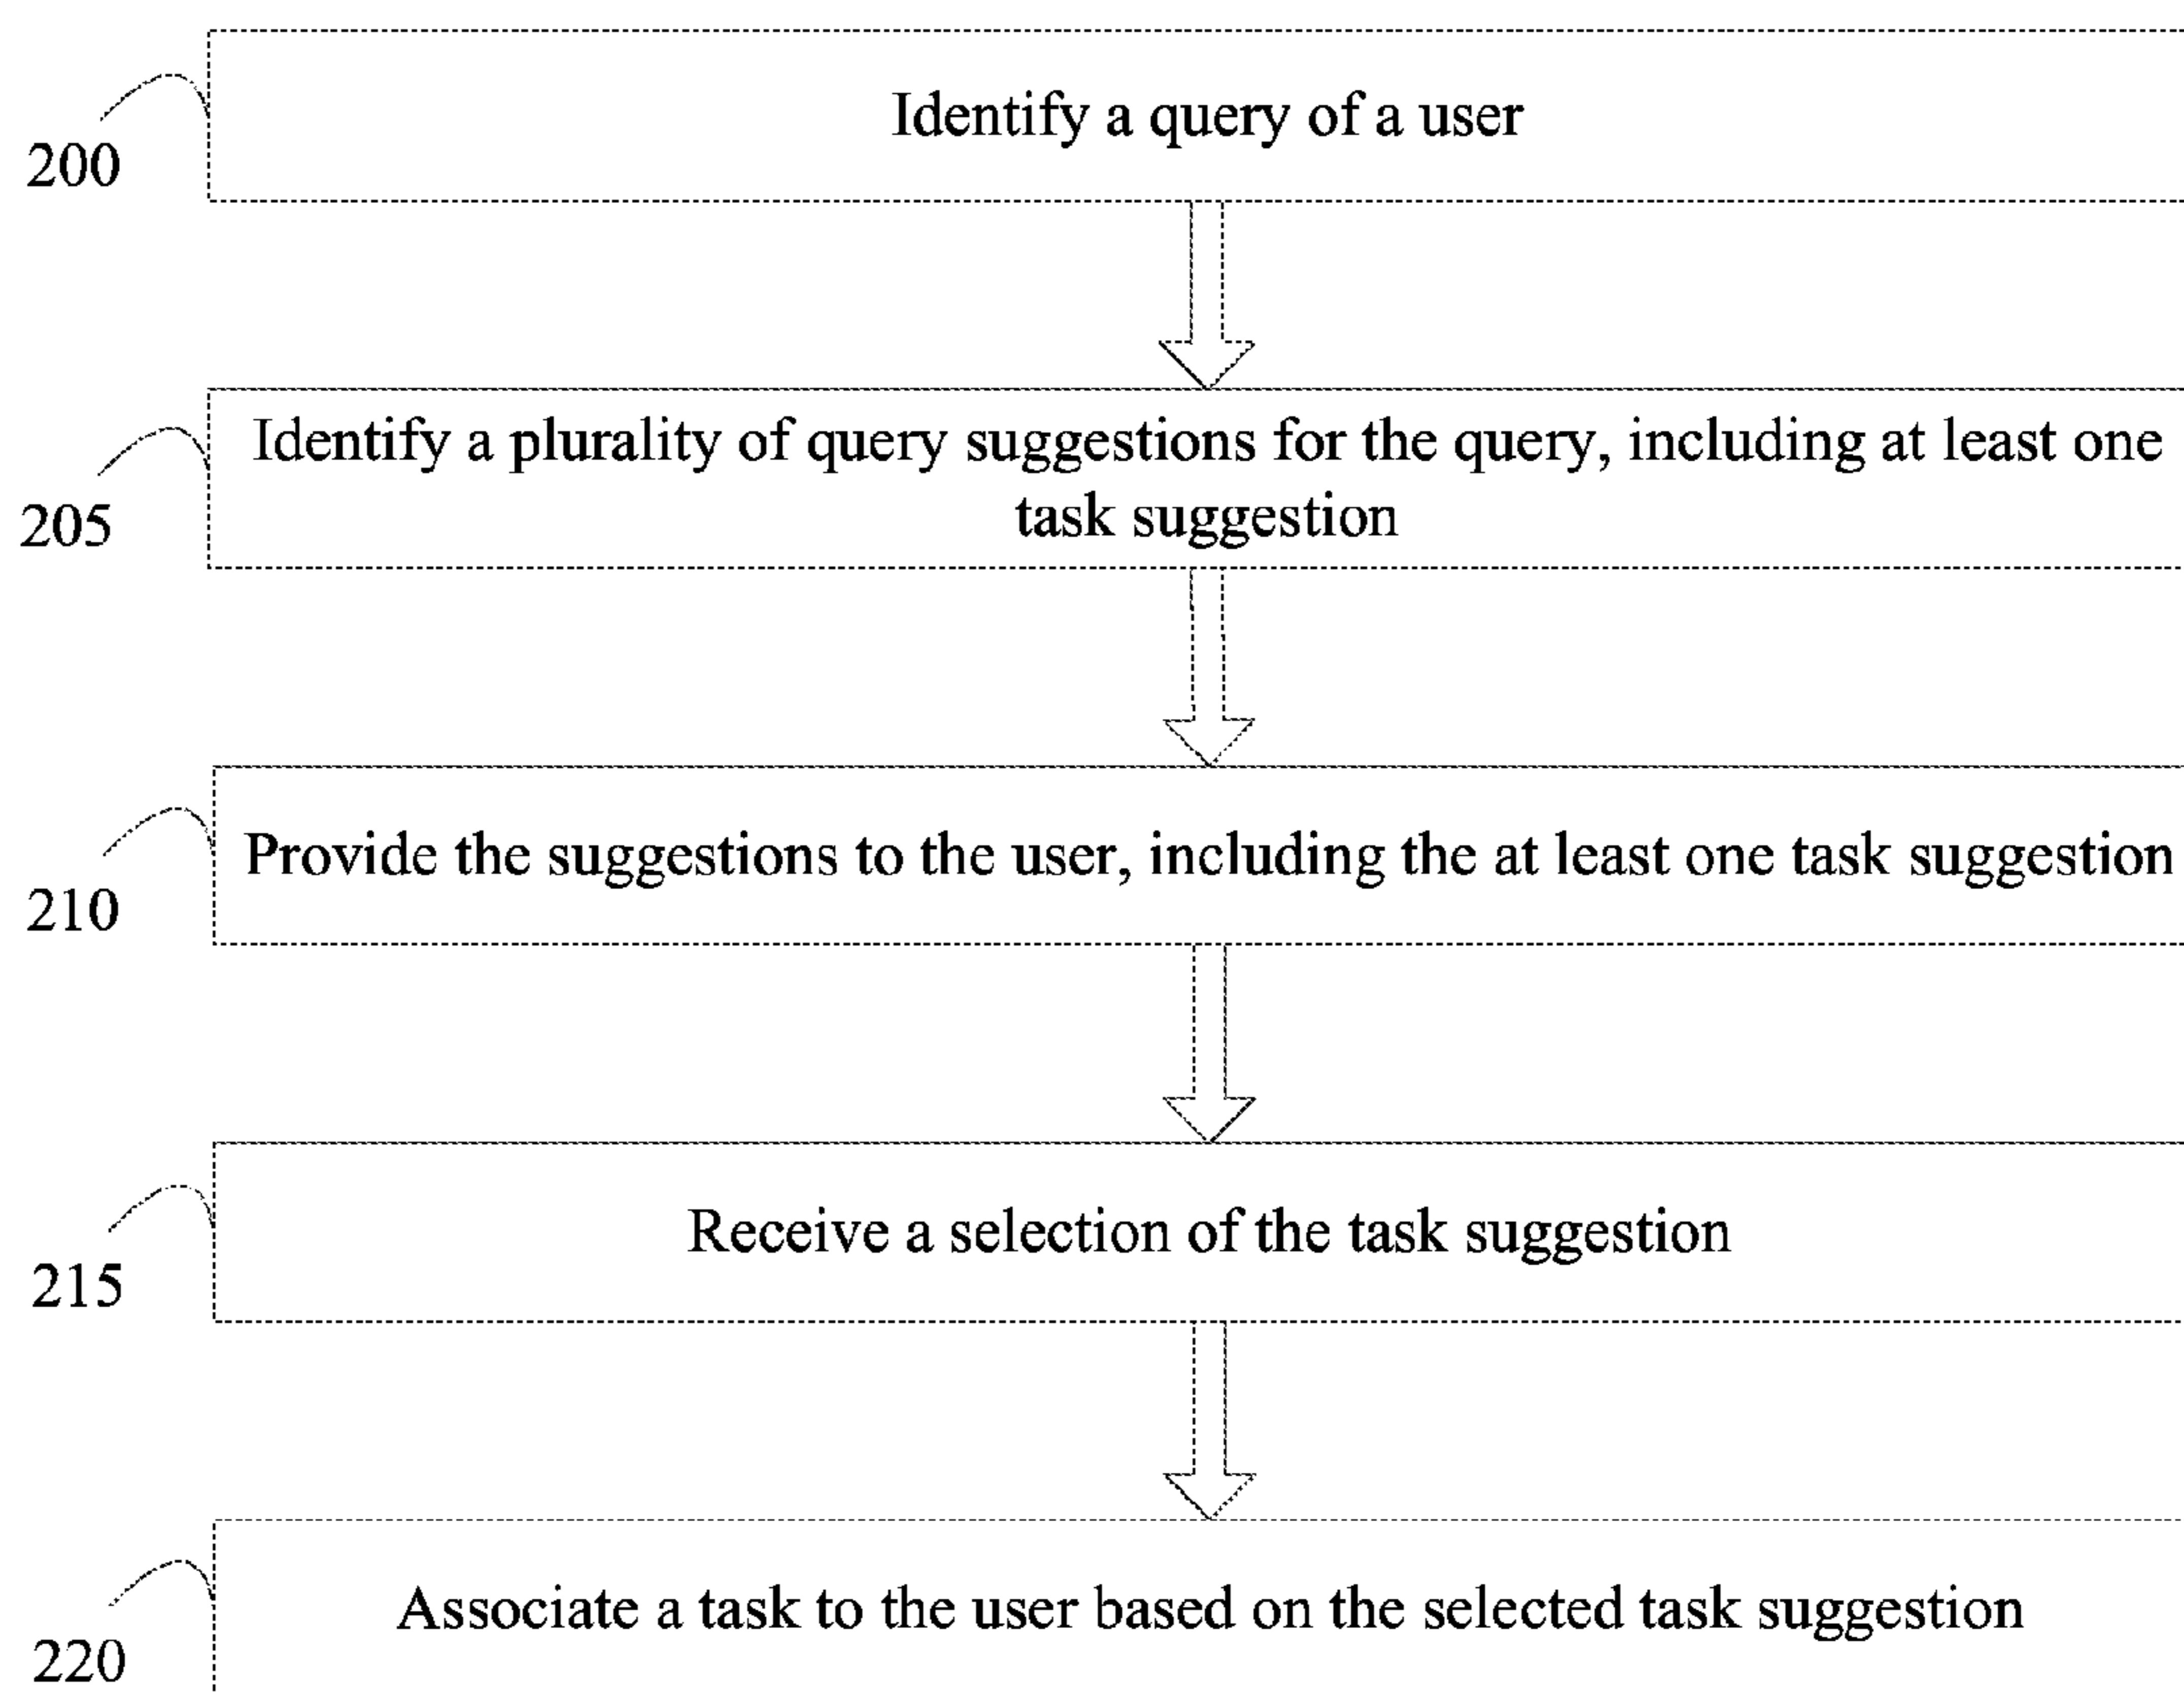 Identify a query of a user
200
Identify a plurality of query suggestions for the query, including at least one
task suggestion
205
Provide the suggestions to the user, including the at least one task suggestion
210
Receive a selection of the task suggestion
215
Associate a task to the user based on the selected task suggestion
220